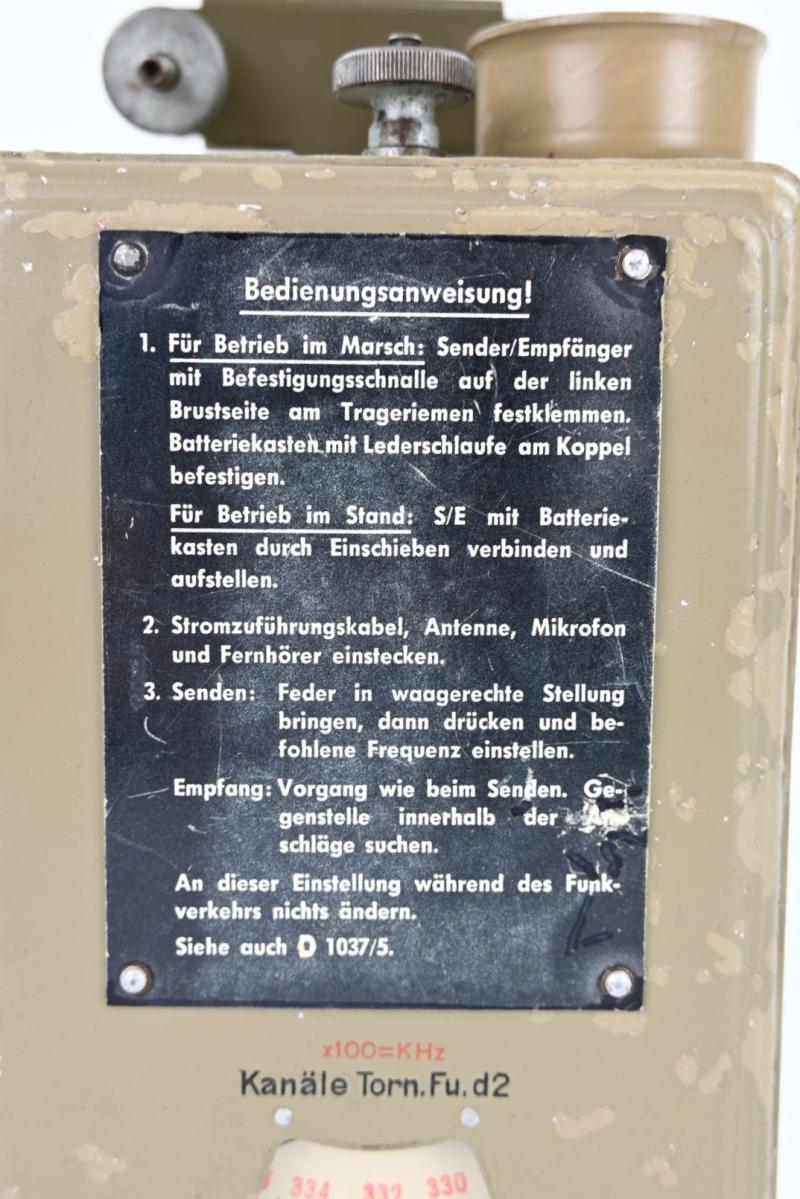 Bedienungsanweisung!
1. Für Betrieb im Marsch: Sender/Empfänger
mit Befestigungsschnalle auf der linken
Brustseite am Trageriemen festklemmen.
Batteriekasten mit Lederschlaufe am Koppel
befestigen.
Für Betrieb im Stand: S/E mit Batterie-
kasten durch Einschieben verbinden und
aufstellen.
2. Stromzuführungskabel, Antenne, Mikrofon
und Fernhörer einstecken.
3. Senden: Feder in waagerechte Stellung
bringen, dann drücken und be-
fohlene Frequenz einstellen.
Empfang: Vorgang wie beim Senden. Ge-
genstelle innerhalb der An-
schläge suchen.
An dieser Einstellung während des Funk-
verkehrs nichts ändern.
Siehe auch D 1037/5.
x100=KHz
Kanäle Torn.Fu.d2
334 332 330